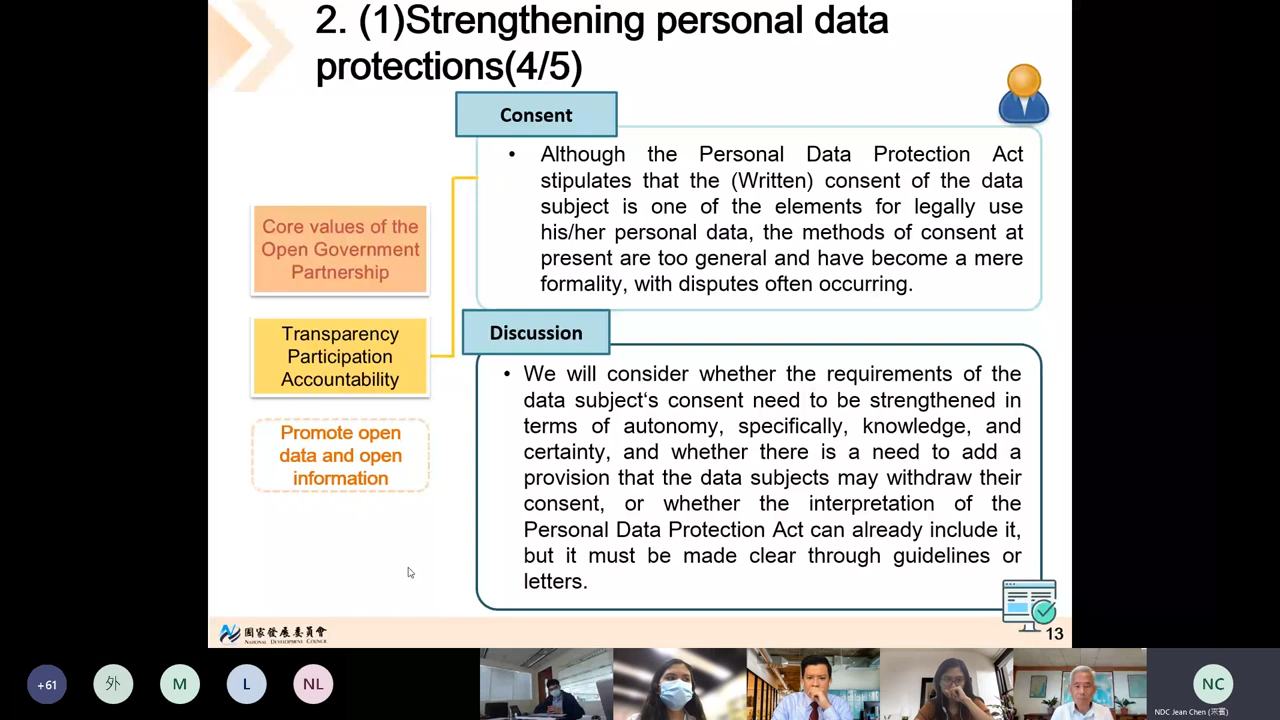 2. (1)Strengthening personal data
protections(4/5)
Consent
• Although the Personal Data Protection Act
stipulates that the (Written) consent of the data
subject is one of the elements for legally use
his/her personal data, the methods of consent at
present are too general and have become a mere
formality, with disputes often occurring.
Core values of the
Open Government
Partnership
Transparency
Participation
Accountability
Promote open
data and open
information
Discussion
• We will consider whether the requirements of the
data subject‘s consent need to be strengthened in
terms of autonomy, specifically, knowledge, and
certainty, and whether there is a need to add a
provision that the data subjects may withdraw their
consent, or whether the interpretation of the
Personal Data Protection Act can already include it,
but it must be made clear through guidelines or
letters.
國家發展委員會
NATIONAL DEVELOPMENT COUNCIL
13
+61
外
M
L
NL
NC
NDC Jean Chen (來賓)